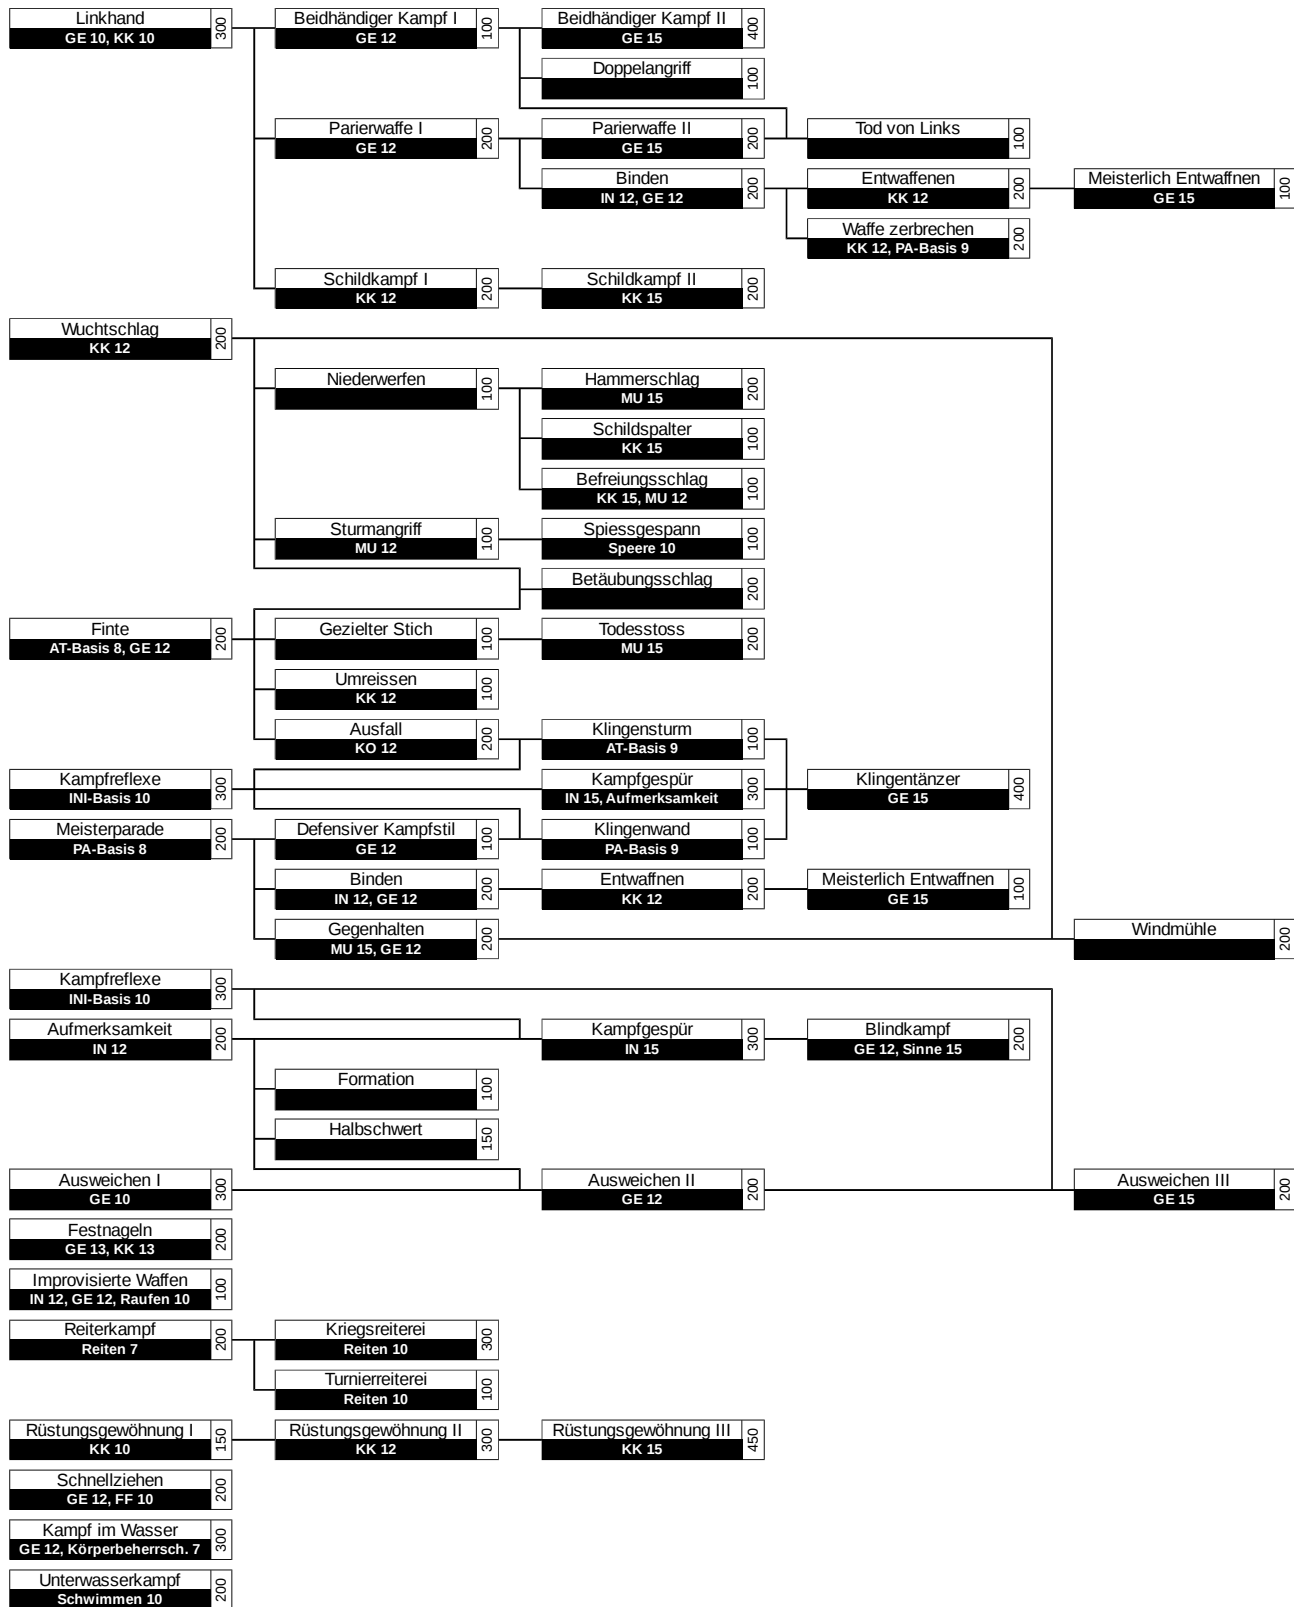 Linkhand
GE 10, KK 10
300
Beidhändiger Kampf I
GE 12
100
Beidhändiger Kampf II
GE 15
400
Doppelangriff
100
Parierwaffe I
GE 12
200
Parierwaffe II
GE 15
200
Tod von Links
100
Binden
IN 12, GE 12
200
Entwaffenen
KK 12
200
Meisterlich Entwaffnen
GE 15
100
Waffe zerbrechen
KK 12, PA-Basis 9
200
Schildkampf I
KK 12
200
Schildkampf II
KK 15
200
Wuchtschlag
KK 12
200
Niederwerfen
100
Hammerschlag
MU 15
200
Schildspalter
KK 15
100
Befreiungsschlag
KK 15, MU 12
100
Sturmangriff
MU 12
100
Spiessgespann
Speere 10
100
Betäubungsschlag
200
Finte
AT-Basis 8, GE 12
200
Gezielter Stich
100
Todesstoss
MU 15
200
Umreissen
KK 12
100
Ausfall
KO 12
200
Klingensturm
AT-Basis 9
100
Kampfreflexe
INI-Basis 10
300
Kampfgespür
IN 15, Aufmerksamkeit
300
Klingentänzer
GE 15
400
Meisterparade
PA-Basis 8
200
Defensiver Kampfstil
GE 12
100
Klingenwand
PA-Basis 9
100
Binden
IN 12, GE 12
200
Entwaffnen
KK 12
200
Meisterlich Entwaffnen
GE 15
100
Gegenhalten
MU 15, GE 12
200
Windmühle
200
Kampfreflexe
INI-Basis 10
300
Aufmerksamkeit
IN 12
200
Kampfgespür
IN 15
300
Blindkampf
GE 12, Sinne 15
200
Formation
100
Halbschwert
150
Ausweichen I
GE 10
300
Ausweichen II
GE 12
200
Ausweichen III
GE 15
200
Festnageln
GE 13, KK 13
200
Improvisierte Waffen
IN 12, GE 12, Raufen 10
100
Reiterkampf
Reiten 7
200
Kriegsreiterei
Reiten 10
300
Turnierreiterei
Reiten 10
100
Rüstungsgewöhnung I
KK 10
150
Rüstungsgewöhnung II
KK 12
300
Rüstungsgewöhnung III
KK 15
450
Schnellziehen
GE 12, FF 10
200
Kampf im Wasser
GE 12, Körperbeherrsch. 7
300
Unterwasserkampf
Schwimmen 10
200